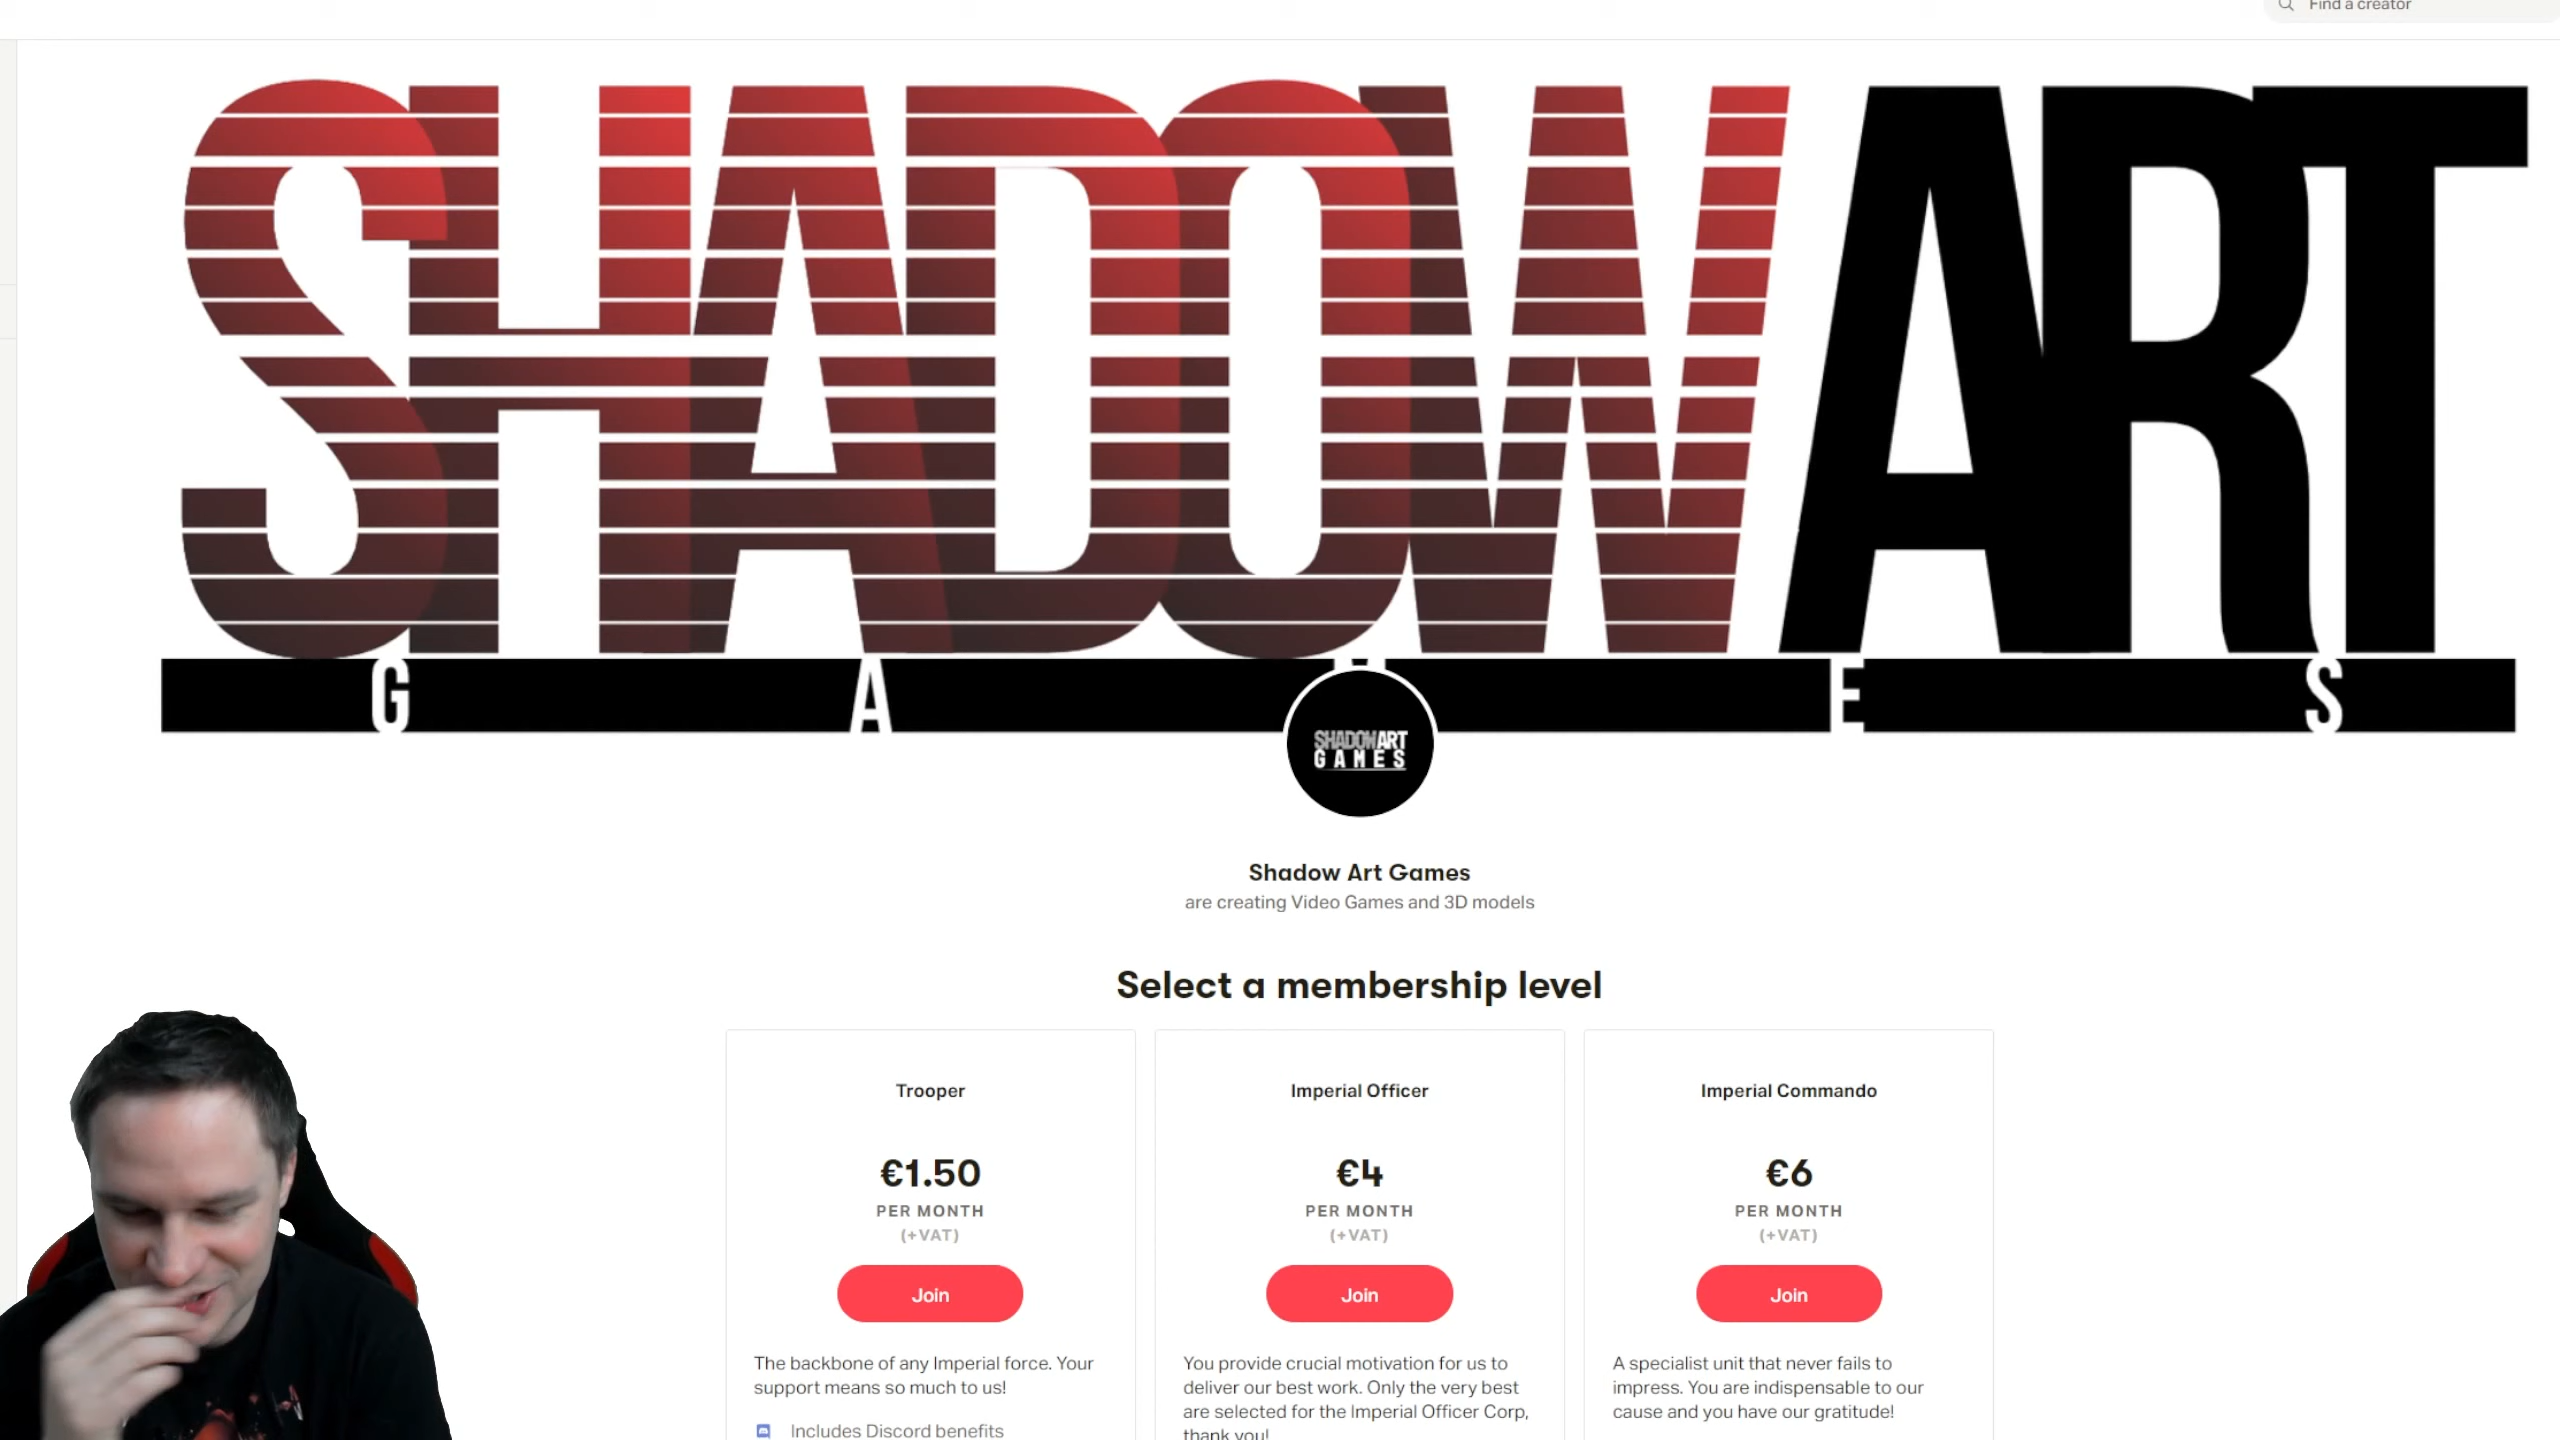 Find a creator
SHADOWART
GAMES
SHADOWART
GAMES
Shadow Art Games
are creating Video Games and 3D models
Select a membership level
Trooper
€1.50
PER MONTH
(+VAT)
Join
The backbone of any Imperial force. Your
support means so much to us!
Includes Discord benefits
Imperial Officer
€4
PER MONTH
(+VAT)
Join
You provide crucial motivation for us to
deliver our best work. Only the very best
are selected for the Imperial Officer Corp,
thank you!
Imperial Commando
€6
PER MONTH
(+VAT)
Join
A specialist unit that never fails to
impress. You are indispensable to our
cause and you have our gratitude!